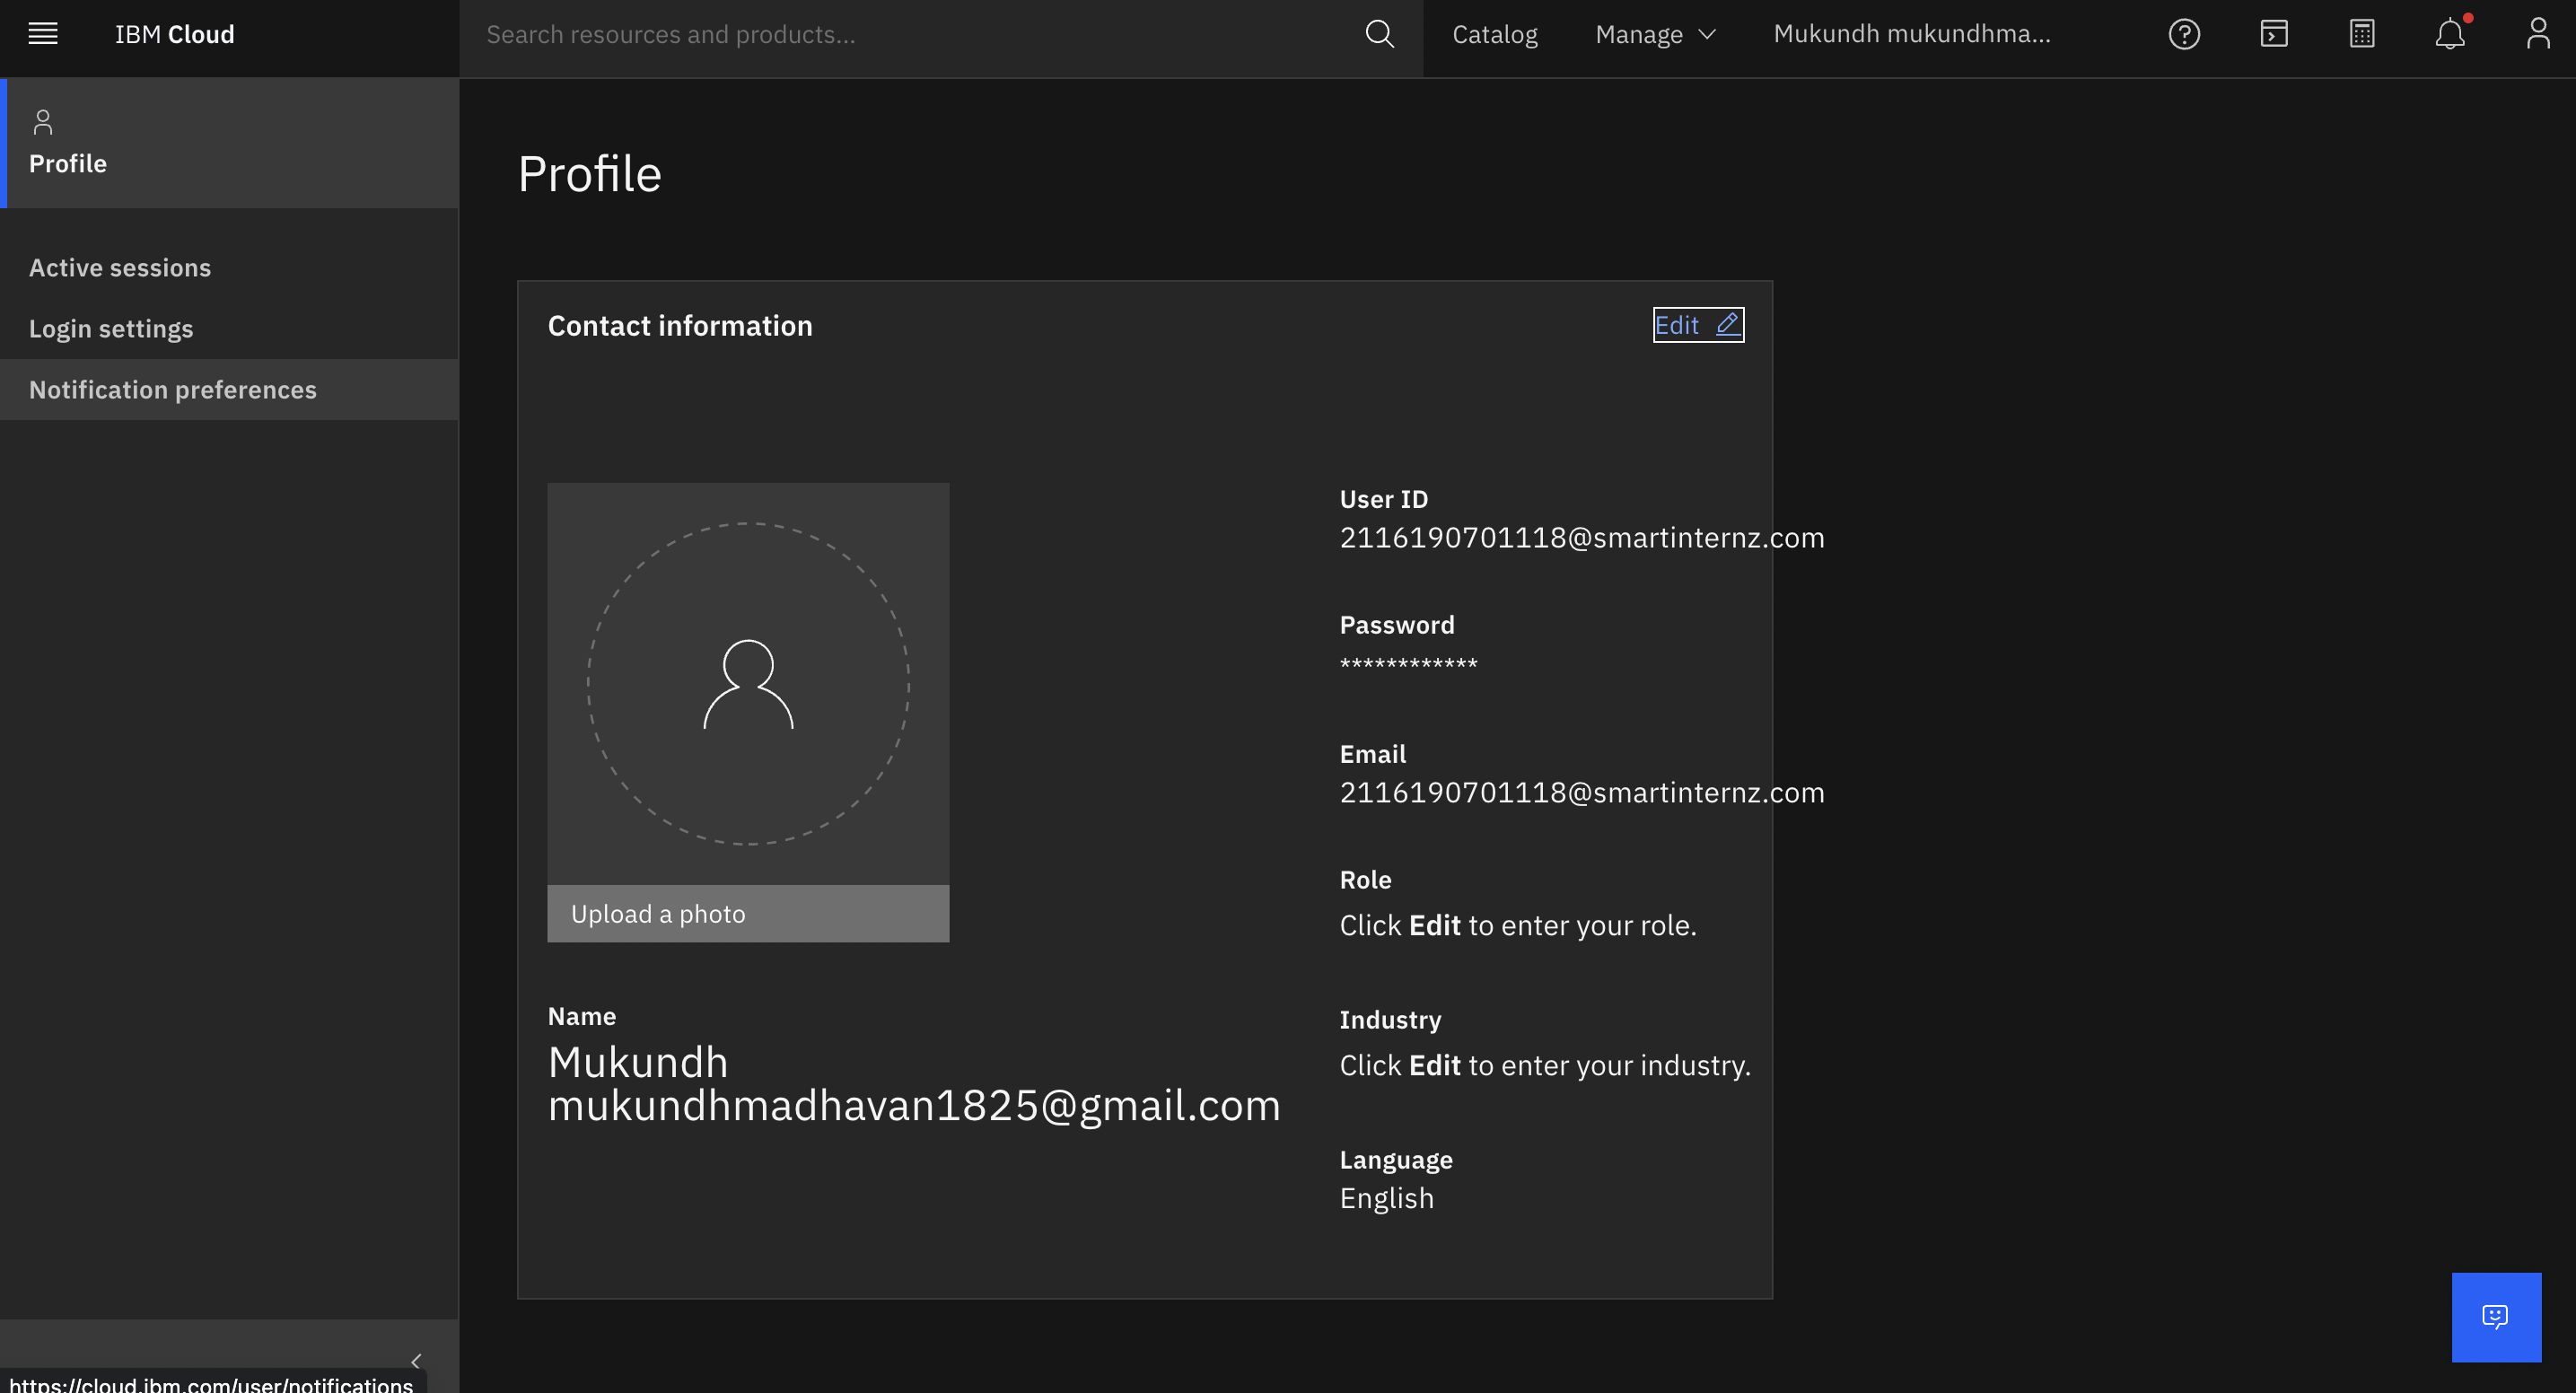 IBM Cloud
Search resources and products...
Catalog
Manage
Mukundh mukundhma...
Profile
Active sessions
Login settings
Notification preferences
Profile
Contact information
Edit
Upload a photo
Name
Mukundh
mukundhmadhavan1825@gmail.com
User ID
2116190701118@smartinternz.com
Password
************
Email
2116190701118@smartinternz.com
Role
Click Edit to enter your role.
Industry
Click Edit to enter your industry.
Language
English
https://cloud.ibm.com/user/notifications